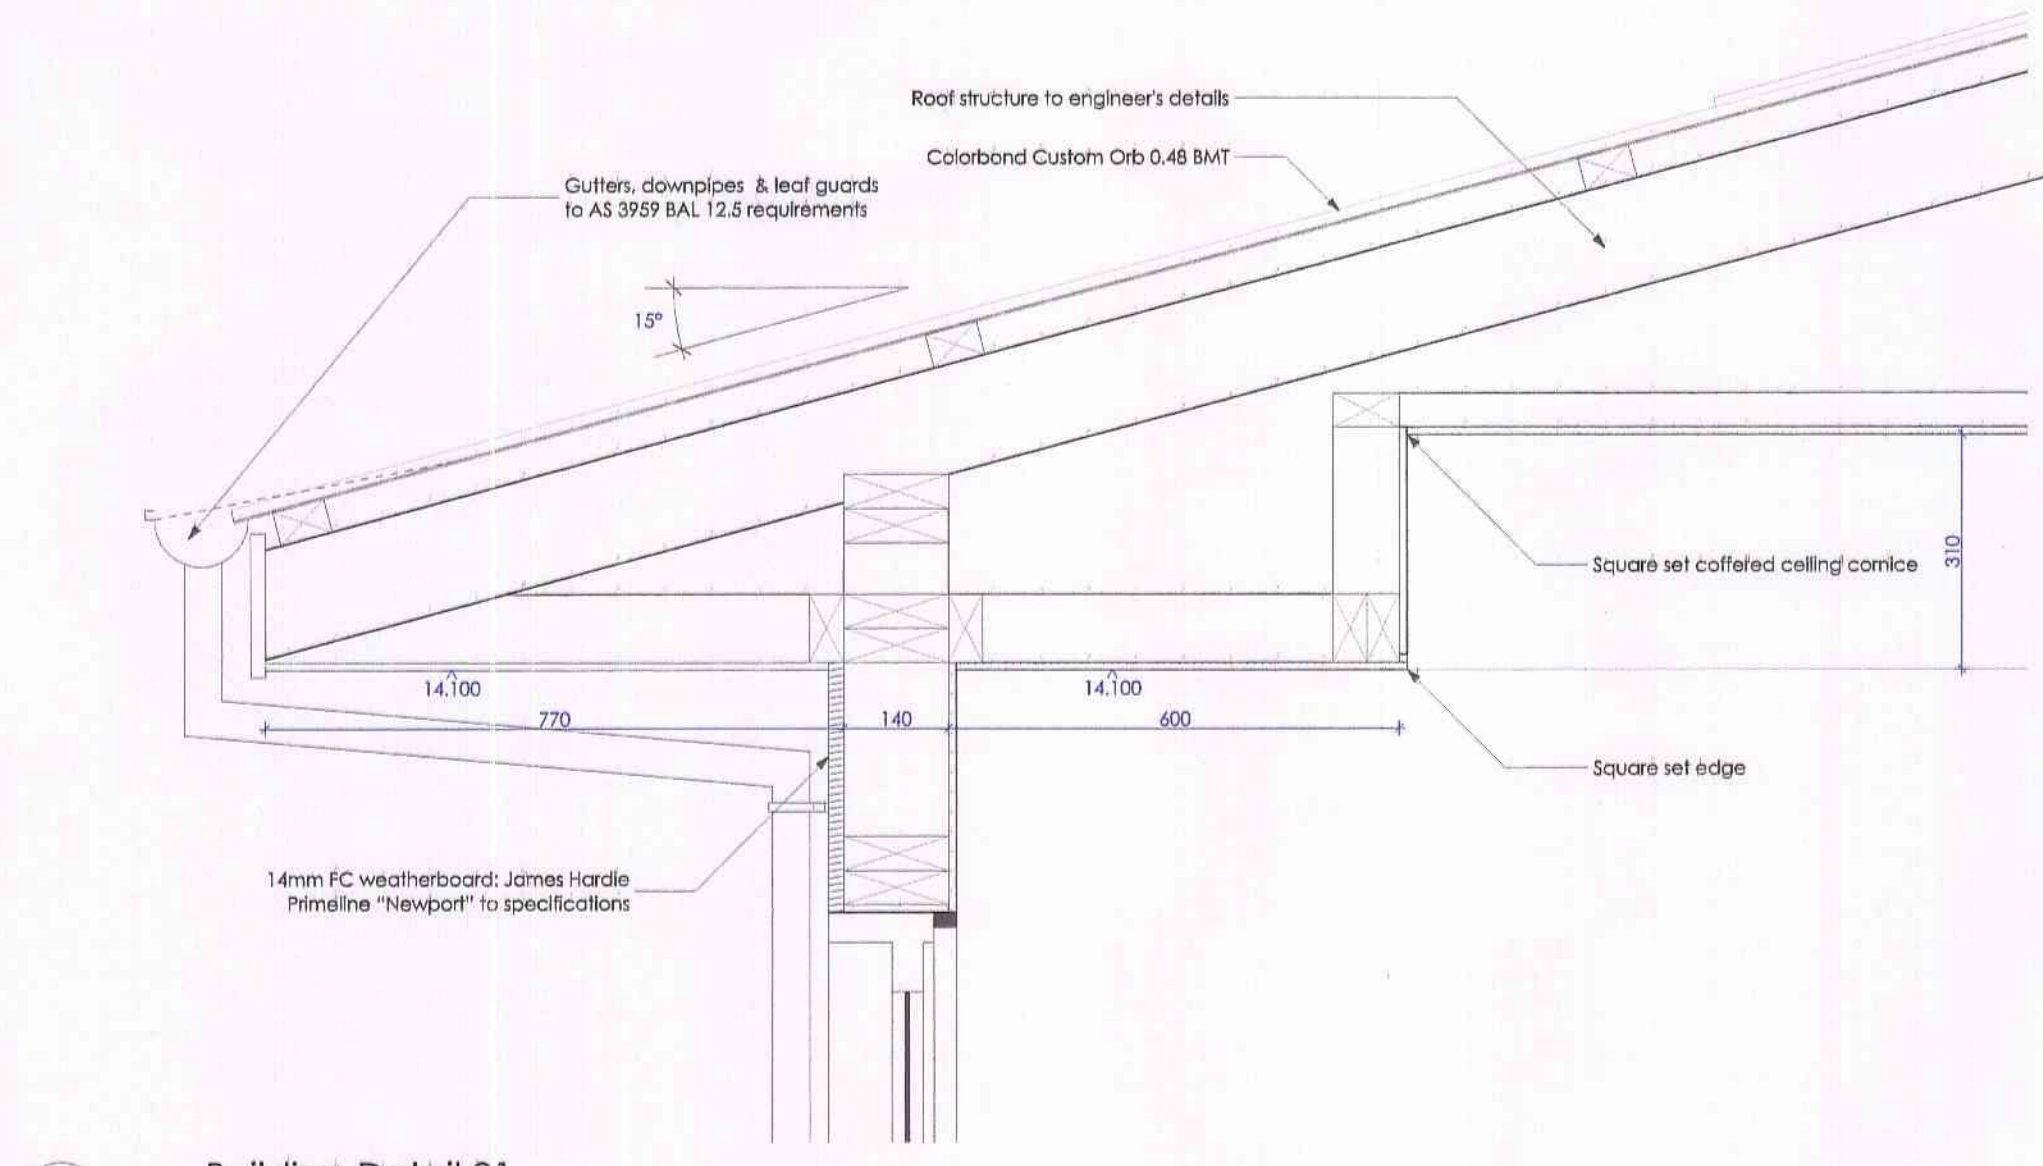 Roof structure to engineer's details
Colorbond Custom Orb 0.48 BMT
Gutters, downpipes & leaf guards
to AS 3959 BAL 12.5 requirements
15°
310
Square set coffered ceiling cornice
14.100
14.100
770
140
600
Square set edge
14mm FC weatherboard: James Hardie
Primeline "Newport" to specifications